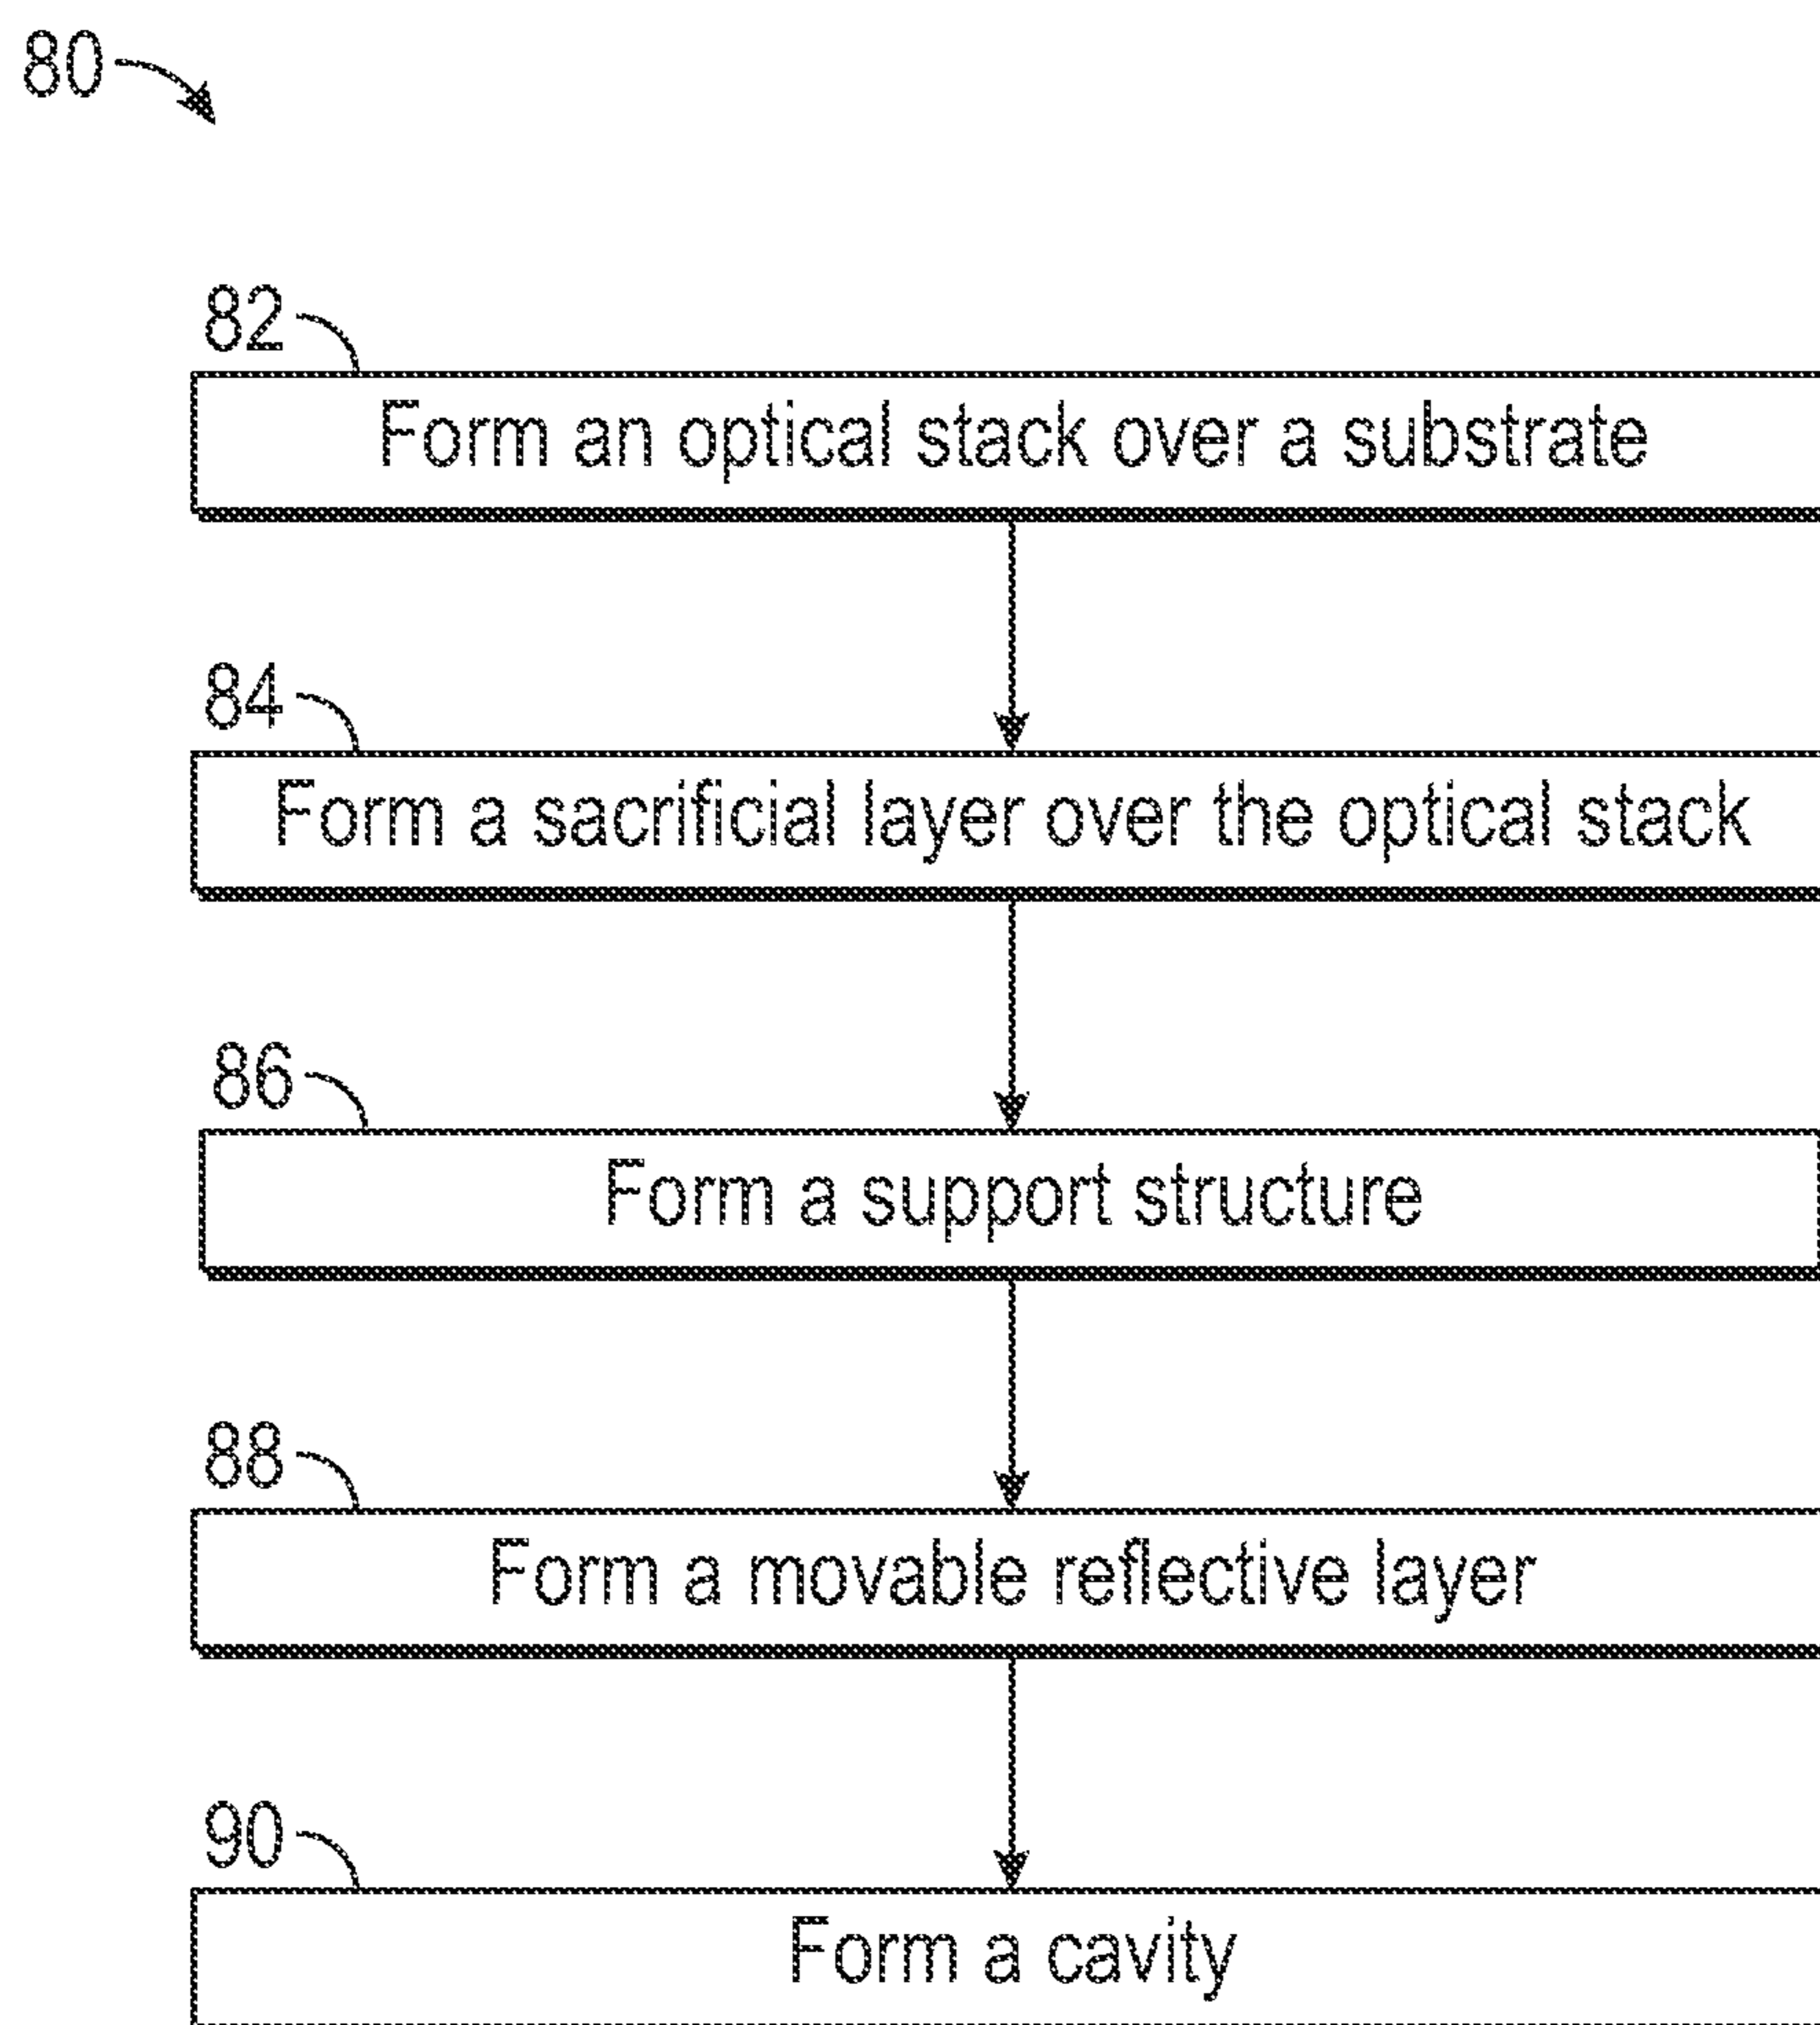 80
82
Form an optical stack over a substrate
84
Form a sacrificial layer over the optical stack
86
Form a support structure
88
Form a movable reflective layer
90
Form a cavity